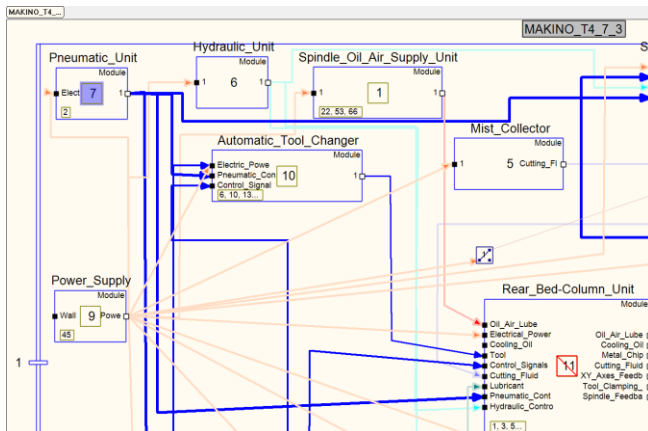 MAKINO_T4_...
MAKINO_T4_7_3
Pneumatic_Unit
Module
Elect
7
1
2
Hydraulic_Unit
Module
1
6
Spindle_Oil_Air_Supply_Unit
Module
1
1
1
22, 53, 66
S
Automatic_Tool_Changer
Module
Electric_Powe
Pneumatic_Con
Control_Signal
10
1
6, 10, 13...
Mist_Collector
Module
1
5
Cutting_Fl
1
Power_Supply
Module
Wall
9
Powe
45
1
Rear_Bed-Column_Unit
Module
Oil_Air_Lube
Electrical_Power
Cooling_Oil
Tool
Control_Signals
Cutting_Fluid
Lubricant
Pneumatic_Cont
Hydraulic_Contro
11
Oil_Air_Lube
Cooling_Oil
Metal_Chip
Cutting_Fluid
XY_Axes_Feedb
Tool_Clamping_
Spindle_Feedba
1, 3, 5...